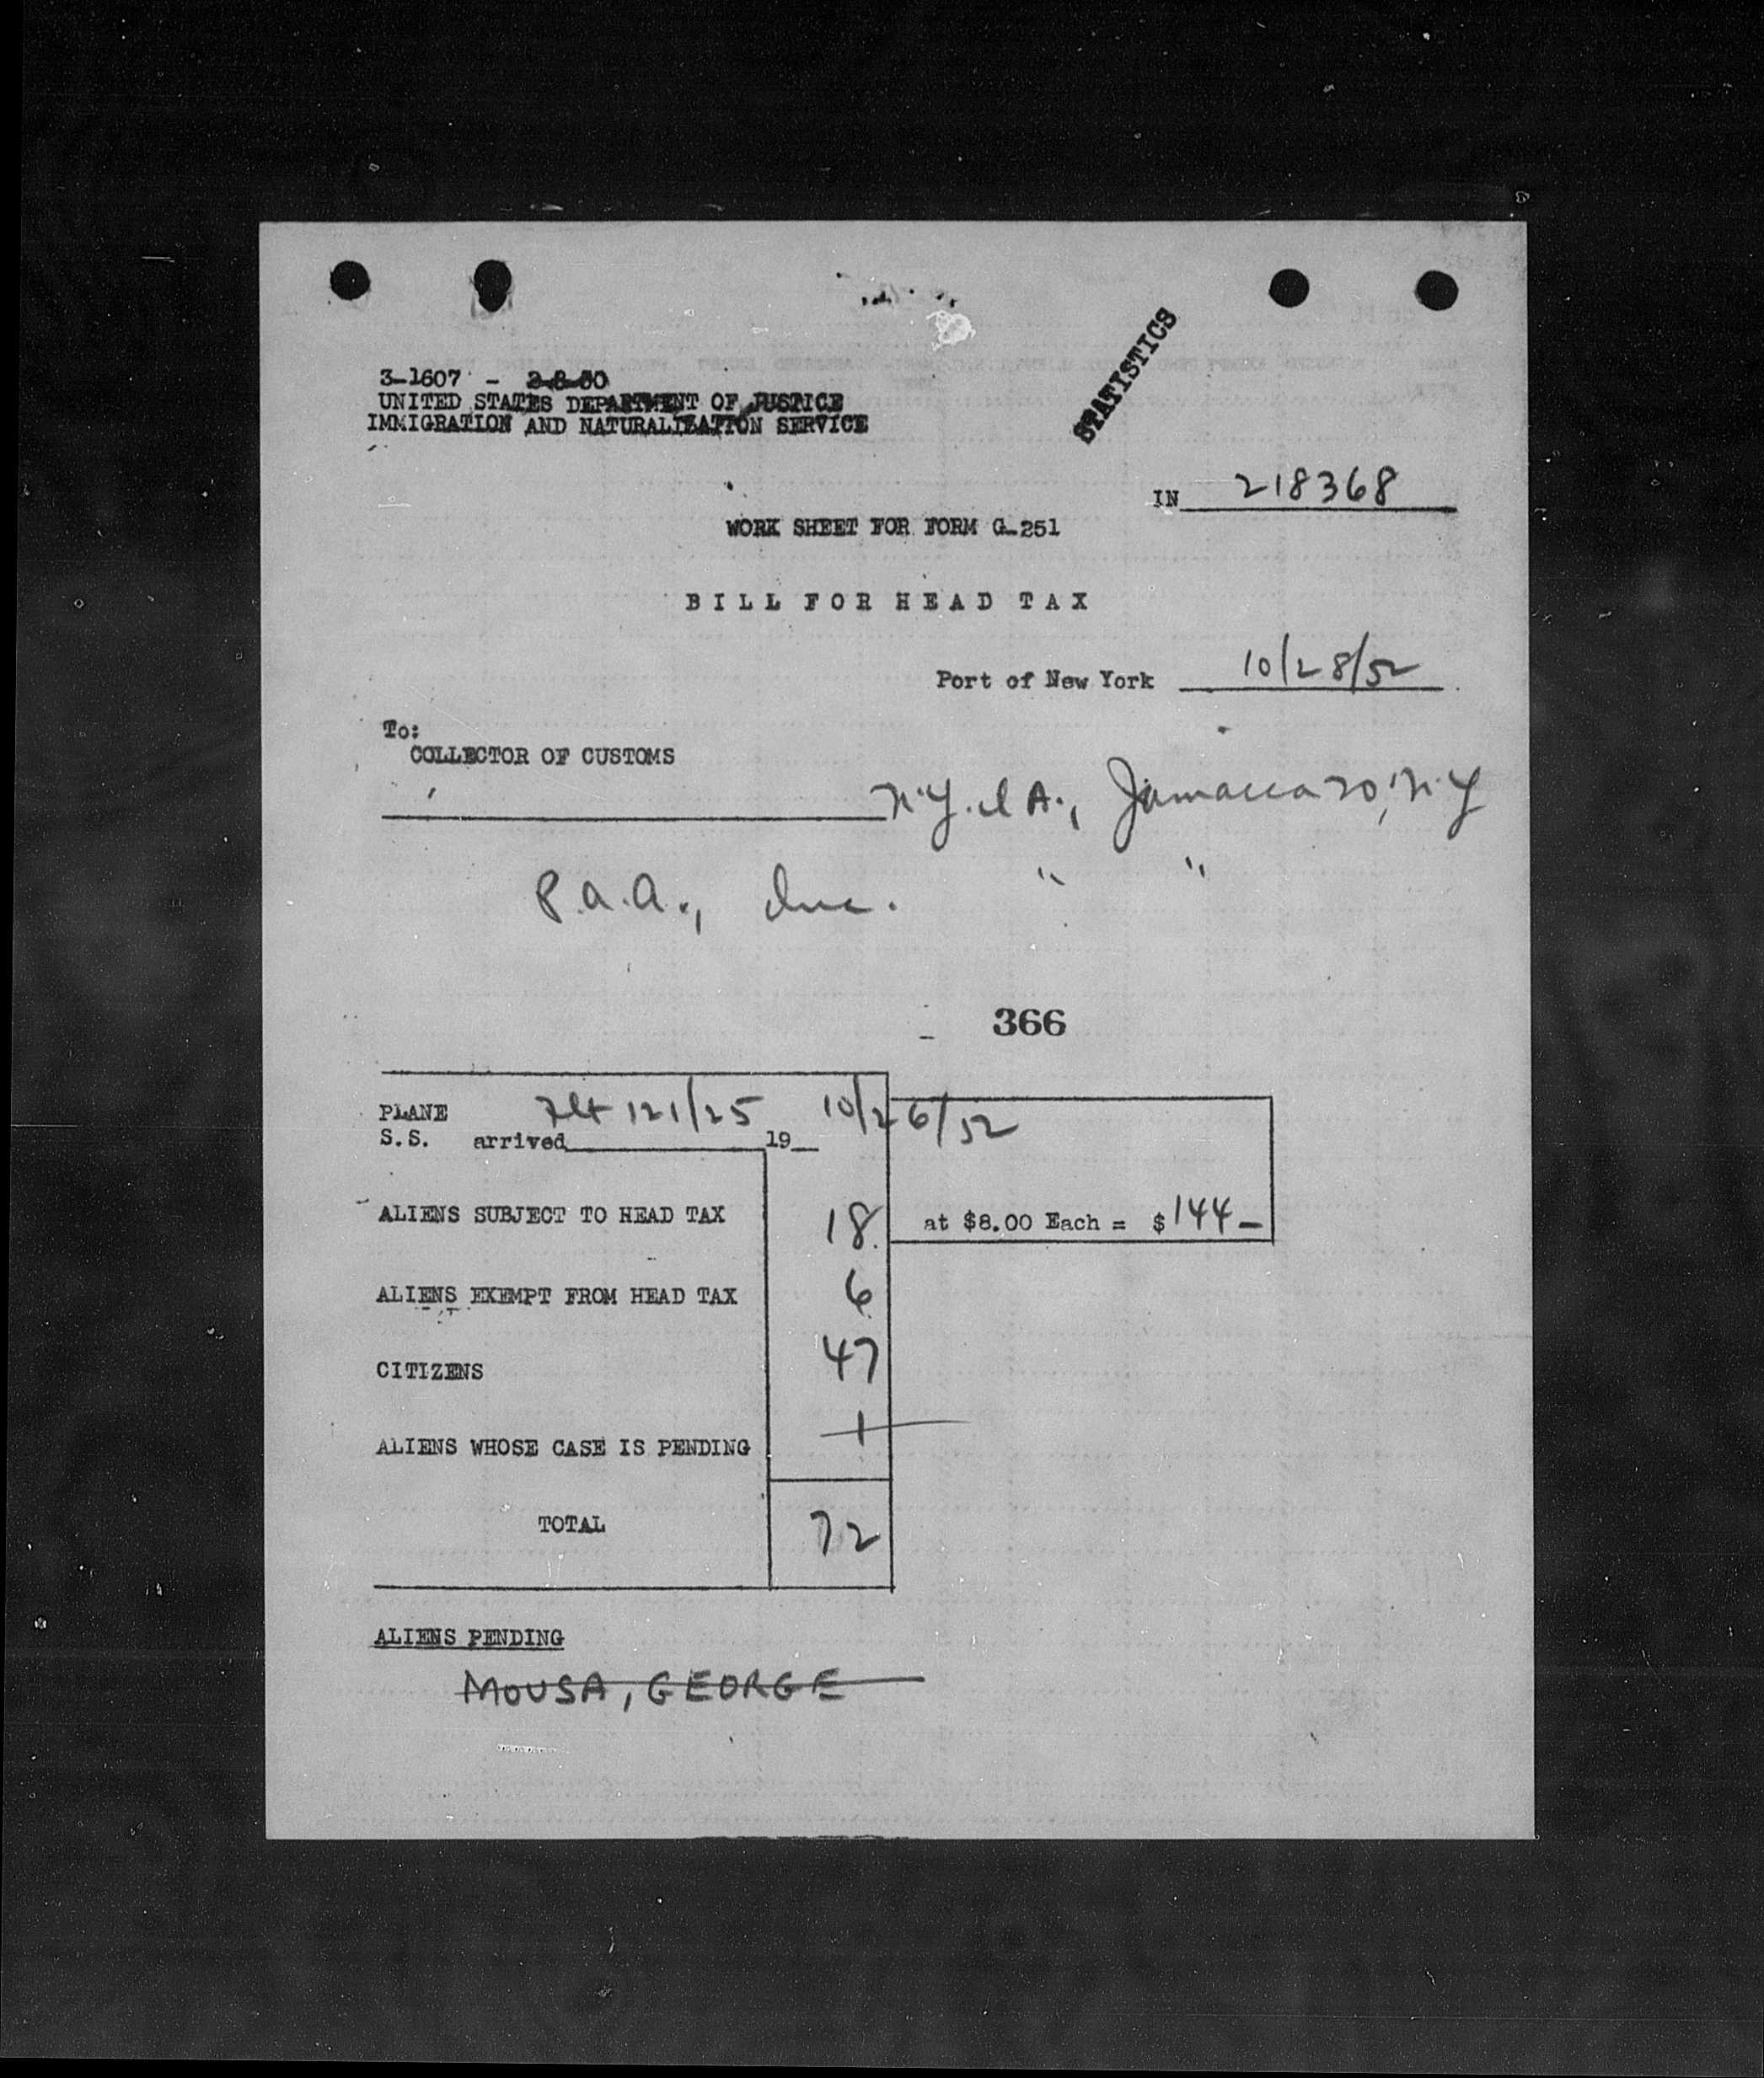 STATISTICS
3-1607 - 2-8-50
UNITED STATES DEPARTMENT OF JUSTICE
IMMIGRATION AND NATURALIZATION SERVICE
IN 218368
WORK SHEET FOR FORM G-251
BILL FOR HEAD TAX
Port of New York 10/28/52
To:
COLLECTOR OF CUSTOMS
N.Y.I A., Jamaica 30, N.Y
P.A.A., Inc. " "
366
PLANE Flt 121/25 10/26/52
S.S. arrived 19
ALIENS SUBJECT TO HEAD TAX 18 at $8.00 Each = $144-
ALIENS EXEMPT FROM HEAD TAX 6
CITIZENS 47
ALIENS WHOSE CASE IS PENDING 1
TOTAL 72
ALIENS PENDING
MOUSA, GEORGE